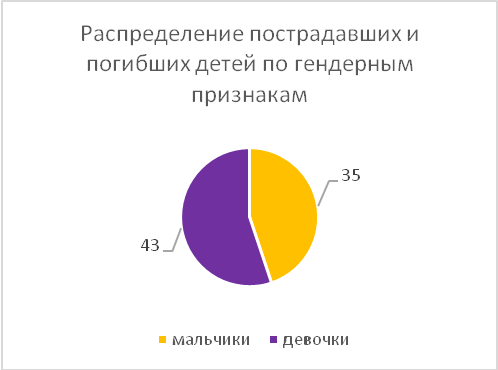 Распределение пострадавших и
погибших детей по гендерным
признакам
35
43
мальчики девочки